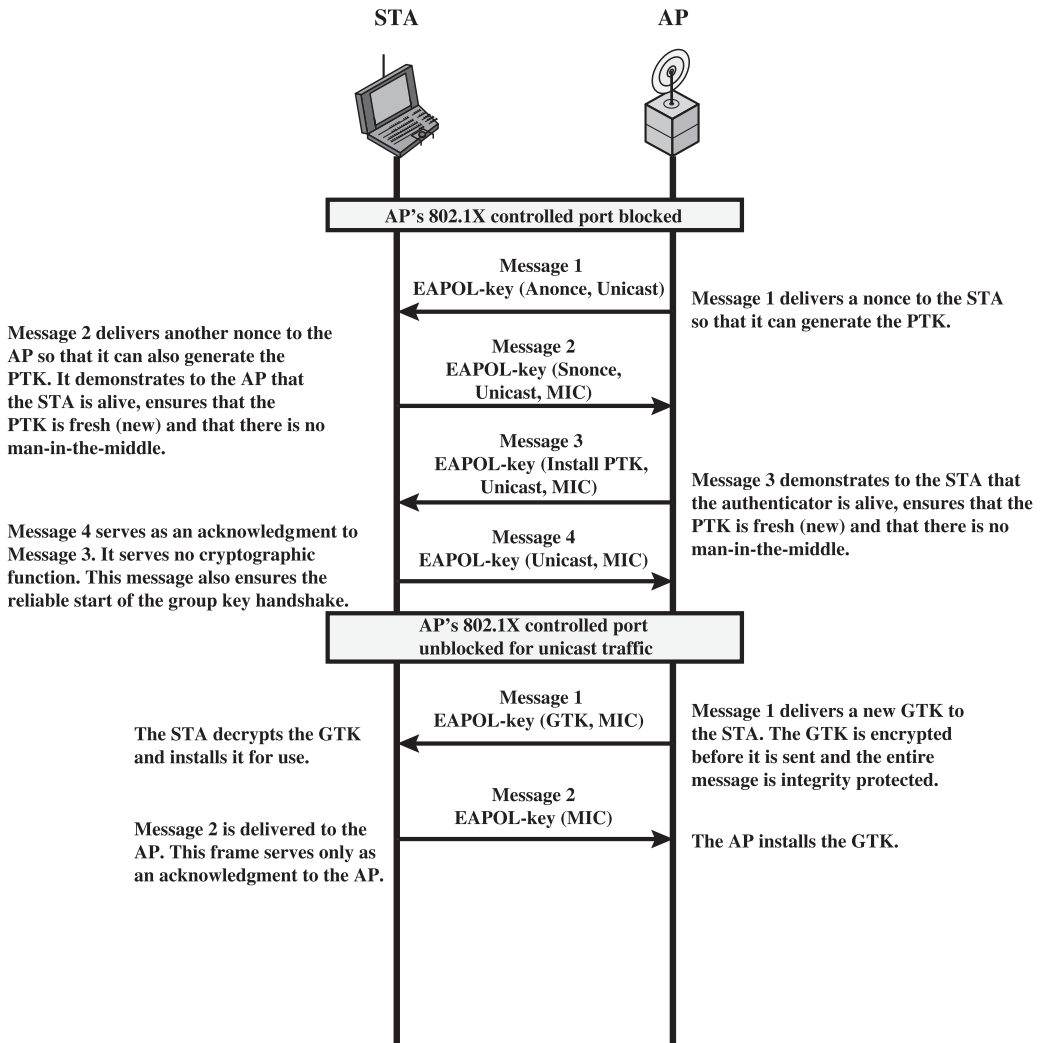 STA
AP
AP's 802.1X controlled port blocked
Message 1
EAPOL-key (Anonce, Unicast)
Message 1 delivers a nonce to the STA
so that it can generate the PTK.
Message 2 delivers another nonce to the
AP so that it can also generate the
PTK. It demonstrates to the AP that
the STA is alive, ensures that the
PTK is fresh (new) and that there is no
man-in-the-middle.
Message 2
EAPOL-key (Snonce,
Unicast, MIC)
Message 3
EAPOL-key (Install PTK,
Unicast, MIC)
Message 3 demonstrates to the STA that
the authenticator is alive, ensures that the
PTK is fresh (new) and that there is no
man-in-the-middle.
Message 4 serves as an acknowledgment to
Message 3. It serves no cryptographic
function. This message also ensures the
reliable start of the group key handshake.
Message 4
EAPOL-key (Unicast, MIC)
AP's 802.1X controlled port
unblocked for unicast traffic
Message 1
EAPOL-key (GTK, MIC)
Message 1 delivers a new GTK to
the STA. The GTK is encrypted
before it is sent and the entire
message is integrity protected.
The STA decrypts the GTK
and installs it for use.
Message 2
EAPOL-key (MIC)
Message 2 is delivered to the
AP. This frame serves only as
an acknowledgment to the AP.
The AP installs the GTK.